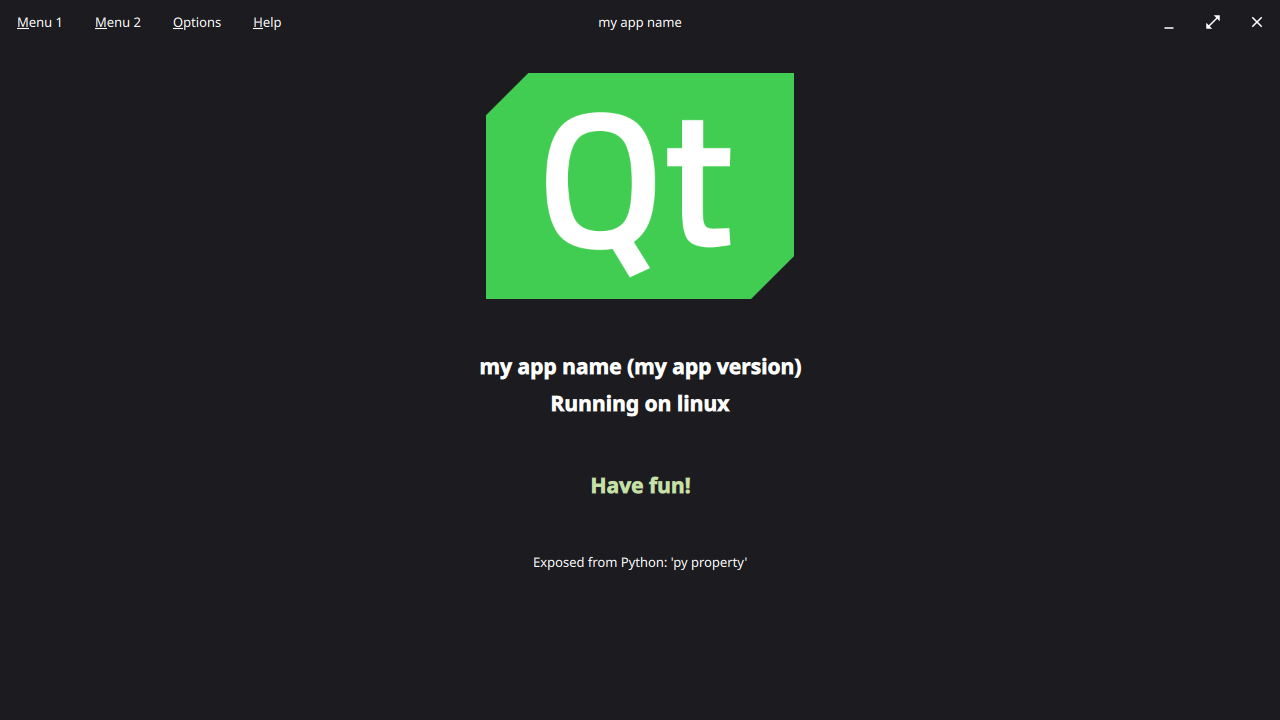 Menu 1 Menu 2 Options Help my app name
Qt
my app name (my app version)
Running on linux
Have fun!
Exposed from Python: 'py property'